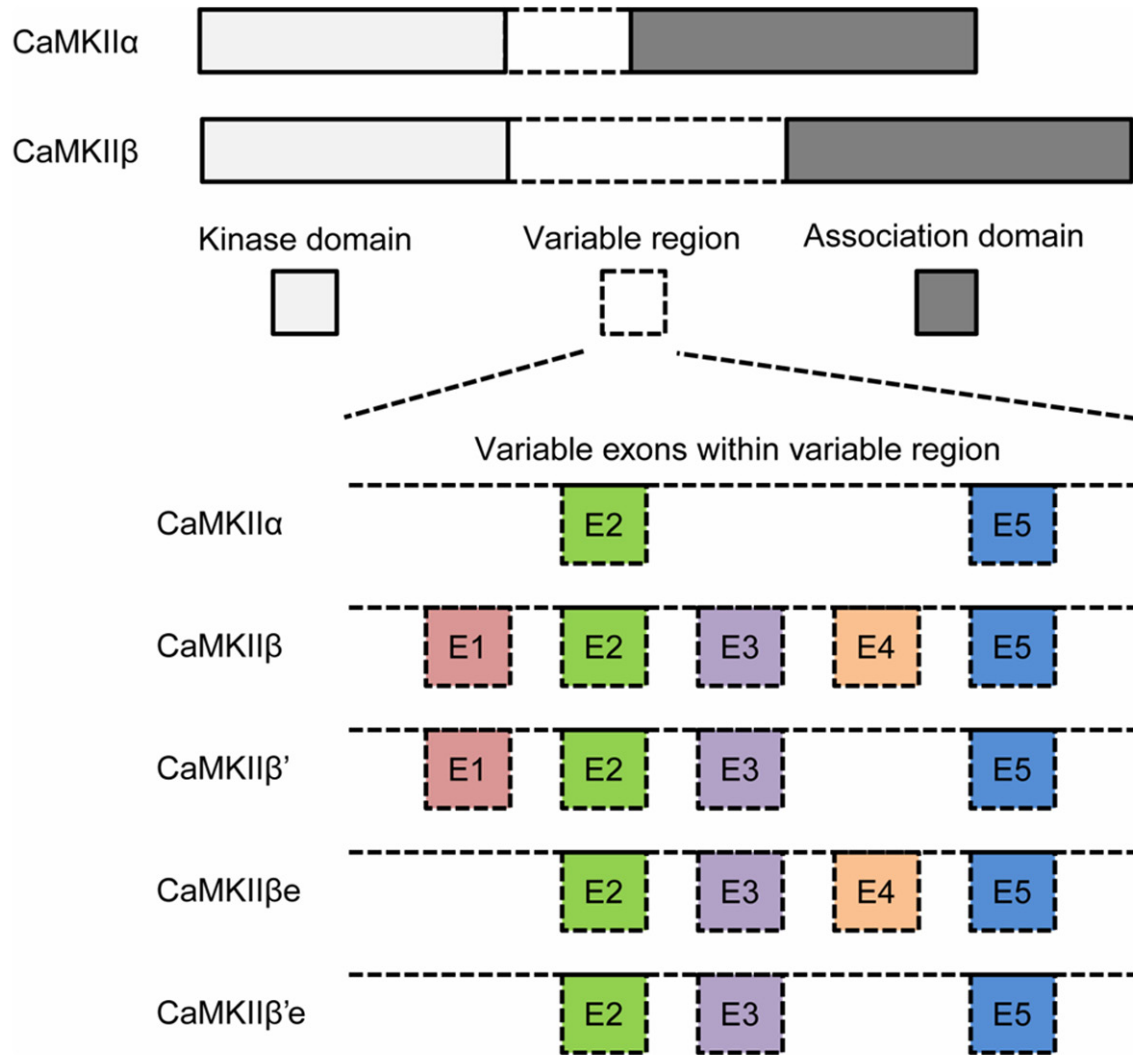 CaMKIIα
CaMKIIβ
Kinase domain Variable region Association domain
Variable exons within variable region
CaMKIIα E2 E5
CaMKIIβ E1 E2 E3 E4 E5
CaMKIIβ’ E1 E2 E3 E5
CaMKIIβe E2 E3 E4 E5
CaMKIIβ’e E2 E3 E5